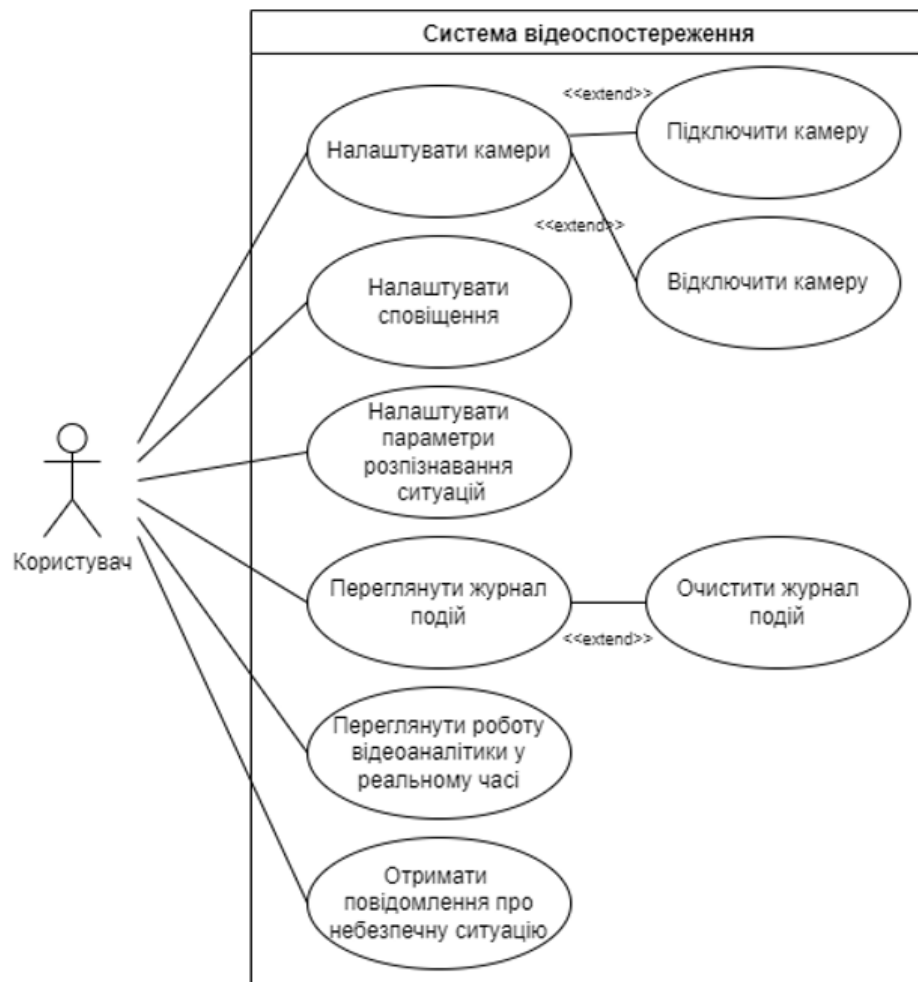 Система відеоспостереження
<<extend>>
Підключити камеру
Налаштувати камери
<<extend>>
Відключити камеру
Налаштувати
сповіщення
Налаштувати
параметри
розпізнавання
ситуацій
Користувач
Переглянути журнал
подій
<<extend>>
Очистити журнал
подій
Переглянути роботу
відеоаналітики у
реальному часі
Отримати
повідомлення про
небезпечну ситуацію